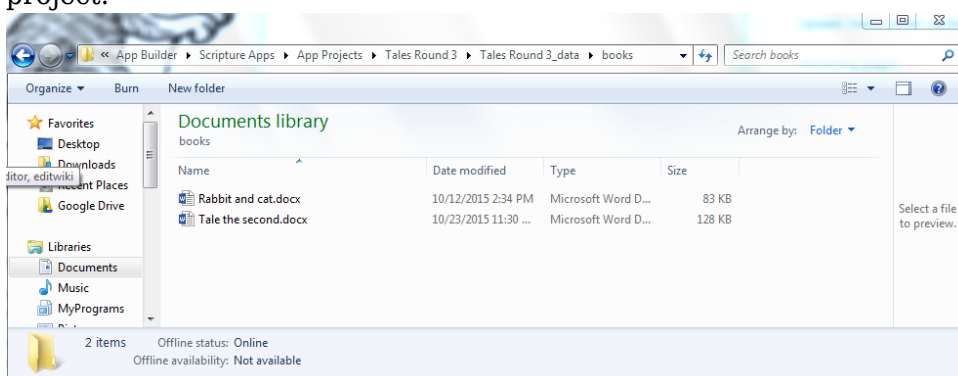 project.
« App Builder ▸ Scripture Apps ▸ App Projects ▸ Tales Round 3 ▸ Tales Round 3_data ▸ books Search books
Organize ▾ Burn New folder
Favorites
Desktop
Downloads
ditor, editwiki
Recent Places
Google Drive
Libraries
Documents
Music
MyPrograms
Documents library
books
Arrange by: Folder ▾
Name Date modified Type Size
Rabbit and cat.docx 10/12/2015 2:34 PM Microsoft Word D... 83 KB
Tale the second.docx 10/23/2015 11:30 ... Microsoft Word D... 128 KB
Select a file
to preview.
2 items Offline status: Online
Offline availability: Not available